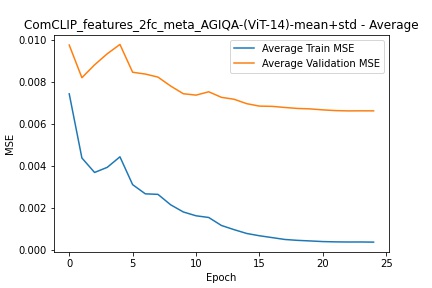 ComCLIP_features_2fc_meta_AGIQA-(ViT-14)-mean+std - Average
0.010
0.008
0.006
0.004
0.002
0.000
MSE
Average Train MSE
Average Validation MSE
0 5 10 15 20 25
Epoch